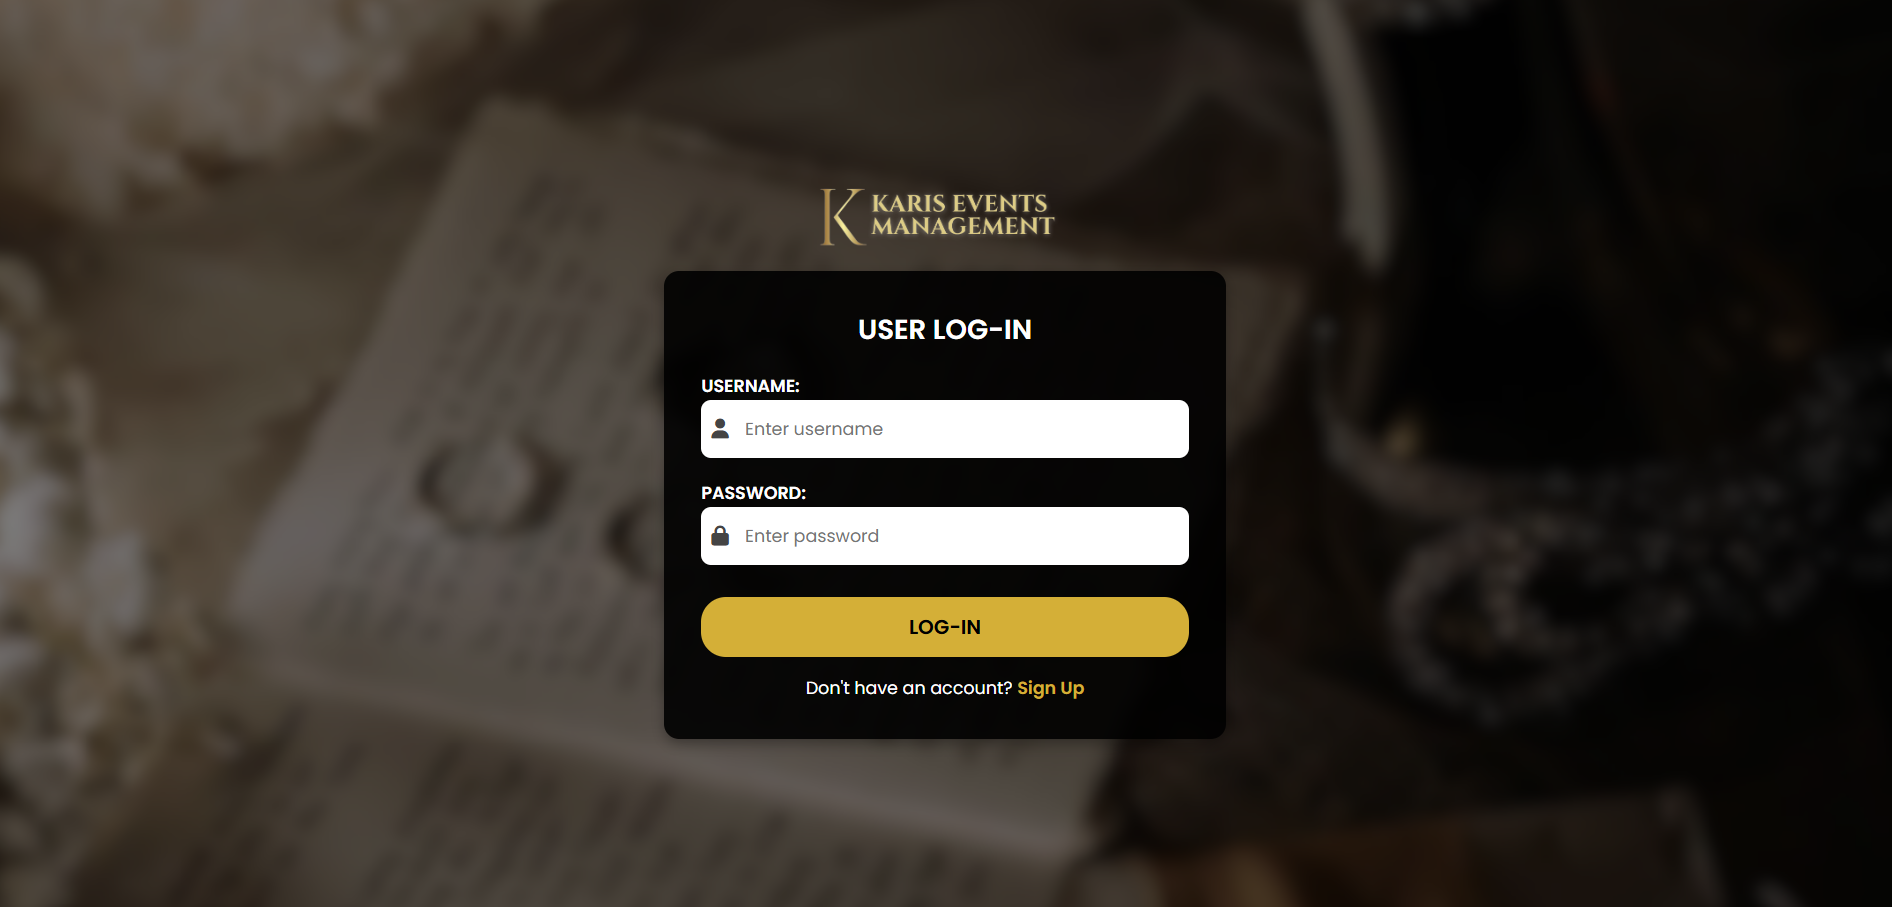 K KARIS EVENTS
MANAGEMENT
USER LOG-IN
USERNAME:
Enter username
PASSWORD:
Enter password
LOG-IN
Don't have an account? Sign Up